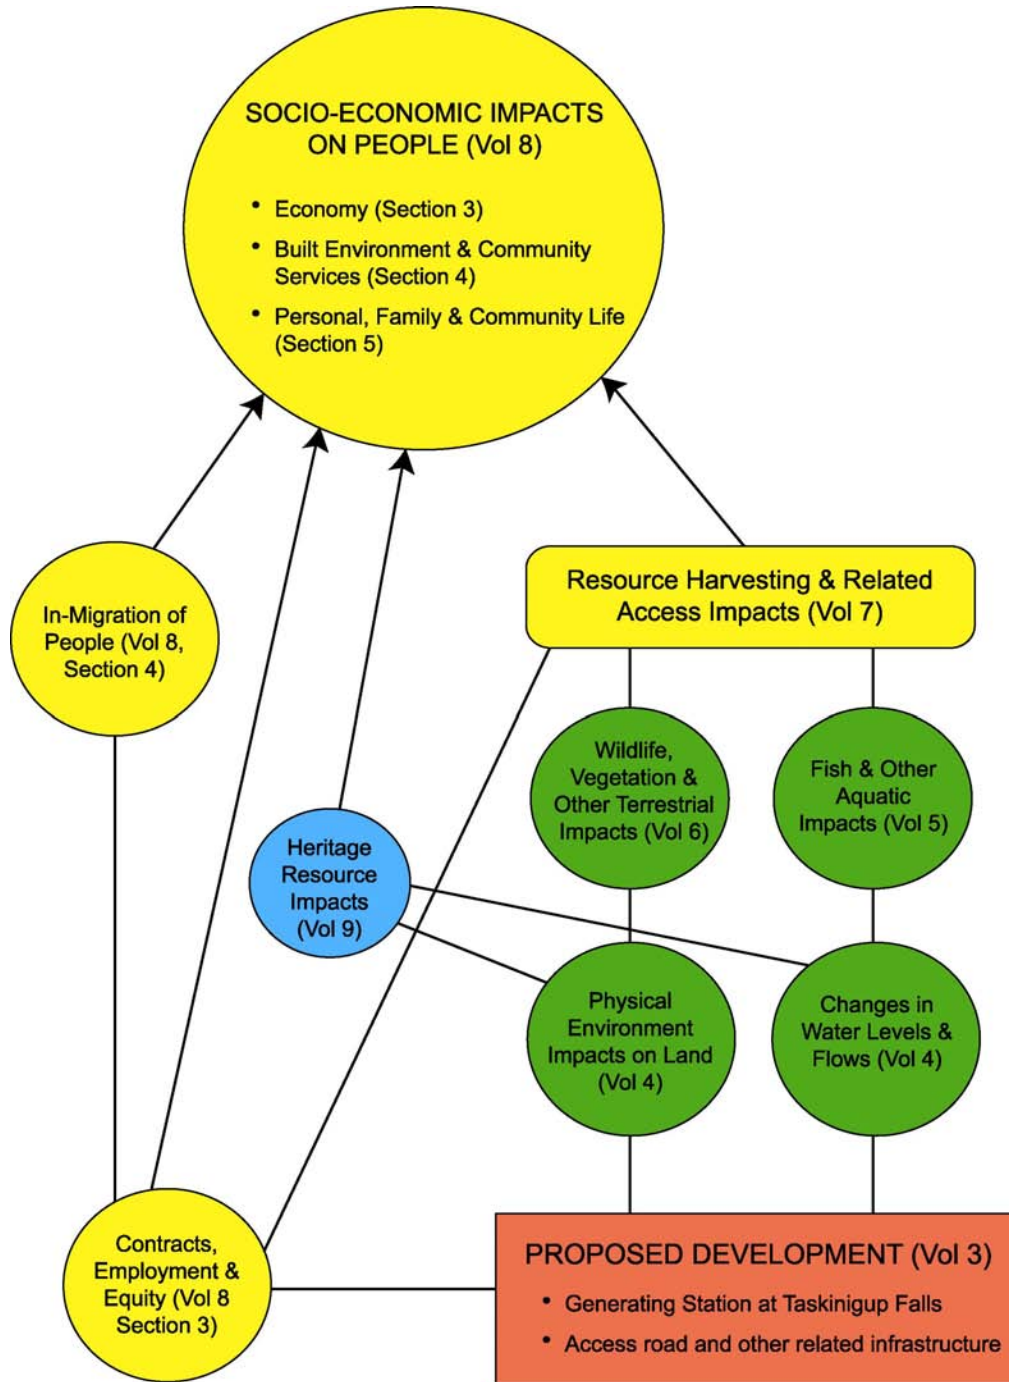 SOCIO-ECONOMIC IMPACTS
ON PEOPLE (Vol 8)
• Economy (Section 3)
• Built Environment & Community
Services (Section 4)
• Personal, Family & Community Life
(Section 5)
In-Migration of
People (Vol 8,
Section 4)
Resource Harvesting & Related
Access Impacts (Vol 7)
Wildlife,
Vegetation &
Other Terrestrial
Impacts (Vol 6)
Fish & Other
Aquatic
Impacts (Vol 5)
Heritage
Resource
Impacts
(Vol 9)
Physical
Environment
Impacts on Land
(Vol 4)
Changes in
Water Levels &
Flows (Vol 4)
Contracts,
Employment &
Equity (Vol 8
Section 3)
PROPOSED DEVELOPMENT (Vol 3)
• Generating Station at Taskinigup Falls
• Access road and other related infrastructure